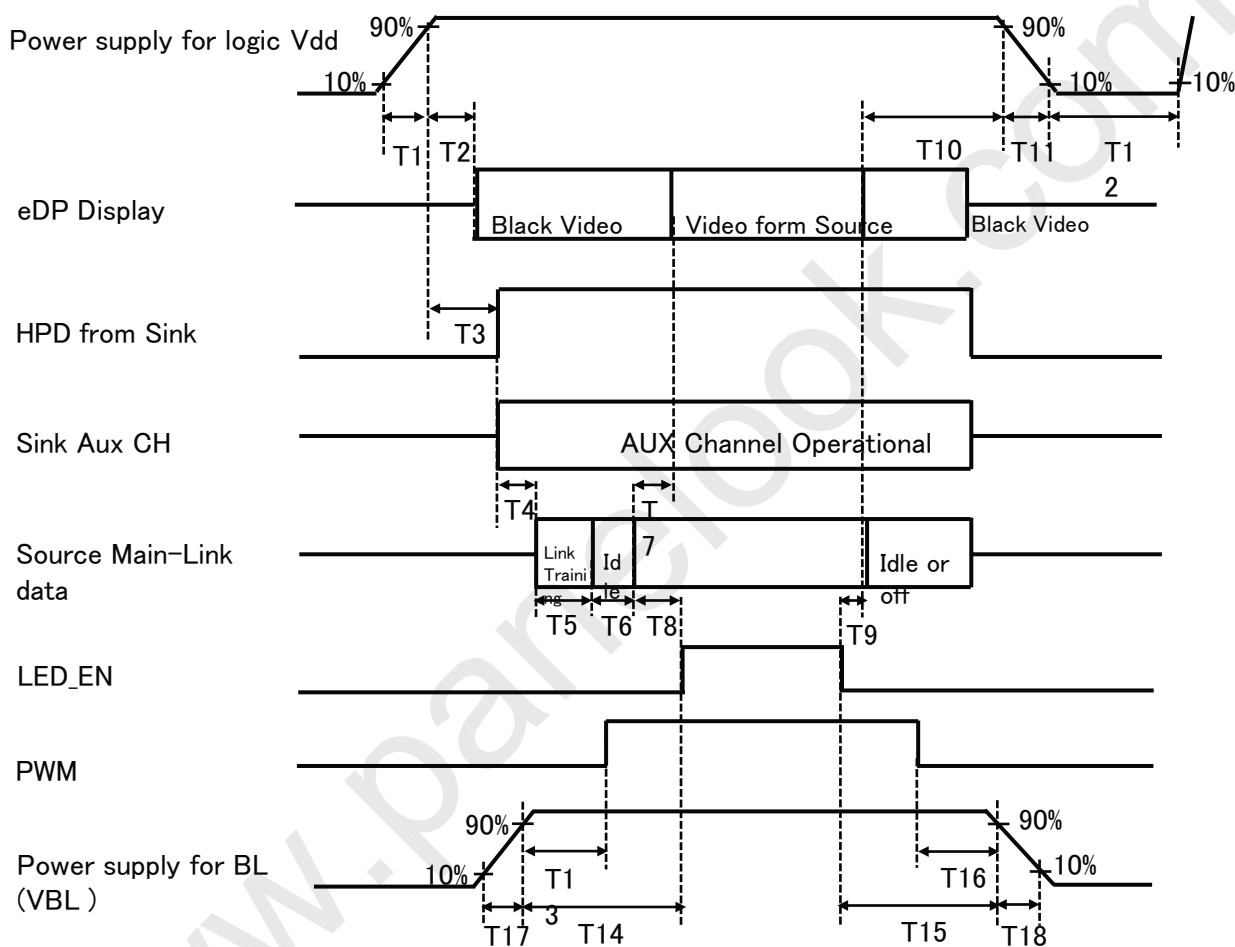 Power supply for logic Vdd
90%
90%
10%
10%
10%
T1
T2
T10
T11
T1
2
eDP Display
Black Video
Video form Source
Black Video
HPD from Sink
T3
Sink Aux CH
AUX Channel Operational
T4
T
7
Source Main-Link
data
Link
Traini
ng
Id
le
Idle or
off
T5
T6
T8
T9
LED_EN
PWM
90%
90%
Power supply for BL
(VBL )
10%
10%
T1
3
T16
T17
T14
T15
T18
www.panelook.com